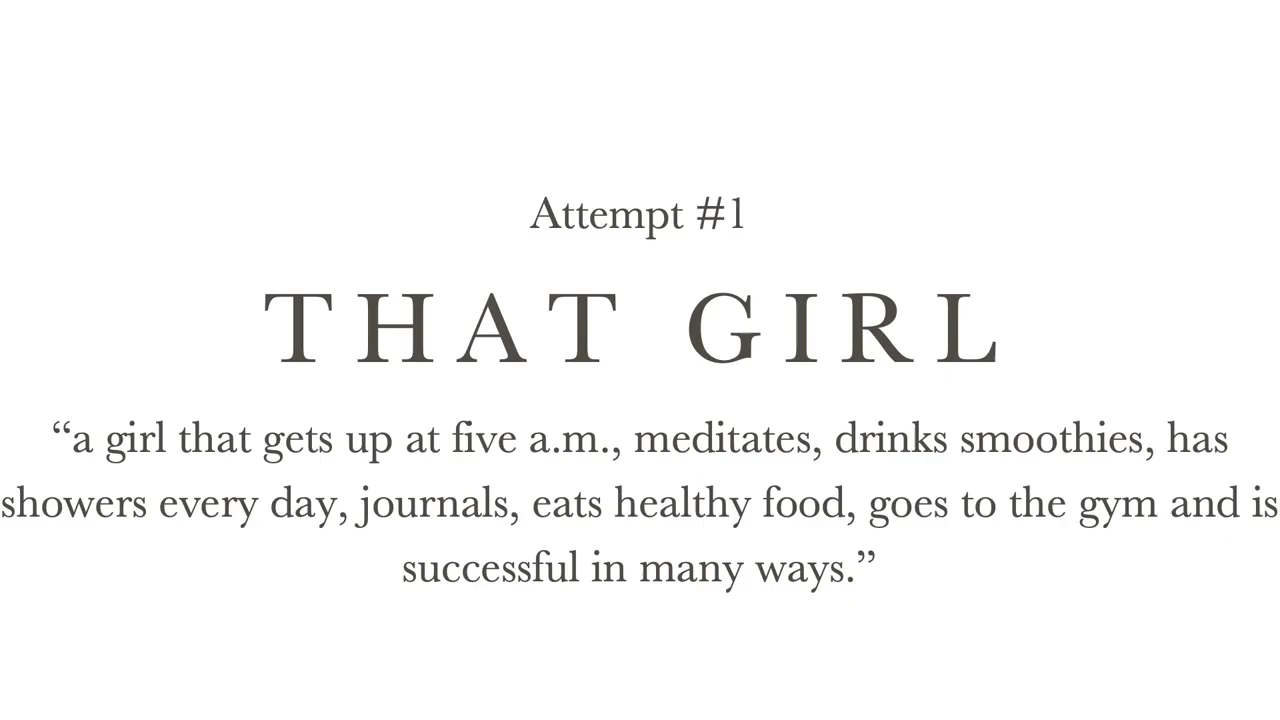 Attempt #1
THAT GIRL
“a girl that gets up at five a.m., meditates, drinks smoothies, has
showers every day, journals, eats healthy food, goes to the gym and is
successful in many ways.”